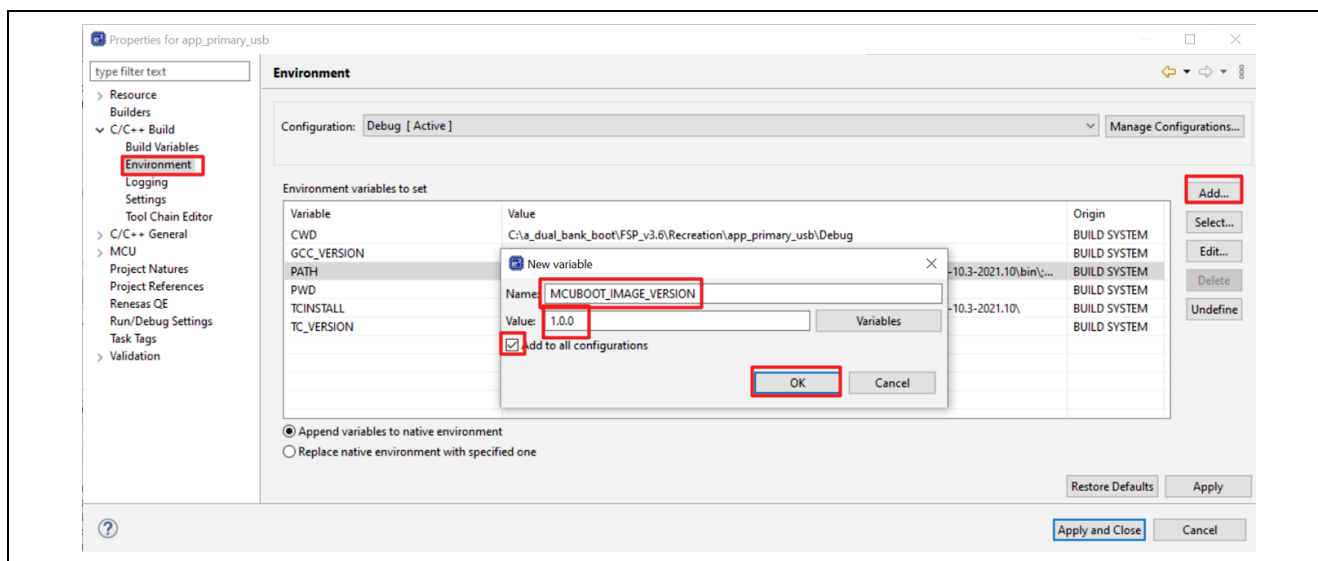 Properties for app_primary_usb
type filter text
Resource
Builders
C/C++ Build
Build Variables
Environment
Logging
Settings
Tool Chain Editor
C/C++ General
MCU
Project Natures
Project References
Renesas QE
Run/Debug Settings
Task Tags
Validation
Environment
Configuration: Debug [ Active ]
Manage Configurations...
Environment variables to set
Variable Value Origin
CWD C:\a_dual_bank_boot\FSP_v3.6\Recreation\app_primary_usb\Debug BUILD SYSTEM
GCC_VERSION BUILD SYSTEM
PATH -10.3-2021.10\bin\;... BUILD SYSTEM
PWD BUILD SYSTEM
TCINSTALL -10.3-2021.10\ BUILD SYSTEM
TC_VERSION BUILD SYSTEM
Add...
Select...
Edit...
Delete
Undefine
New variable
Name: MCUBOOT_IMAGE_VERSION
Value: 1.0.0 Variables
Add to all configurations
OK Cancel
Append variables to native environment
Replace native environment with specified one
Restore Defaults Apply
? Apply and Close Cancel